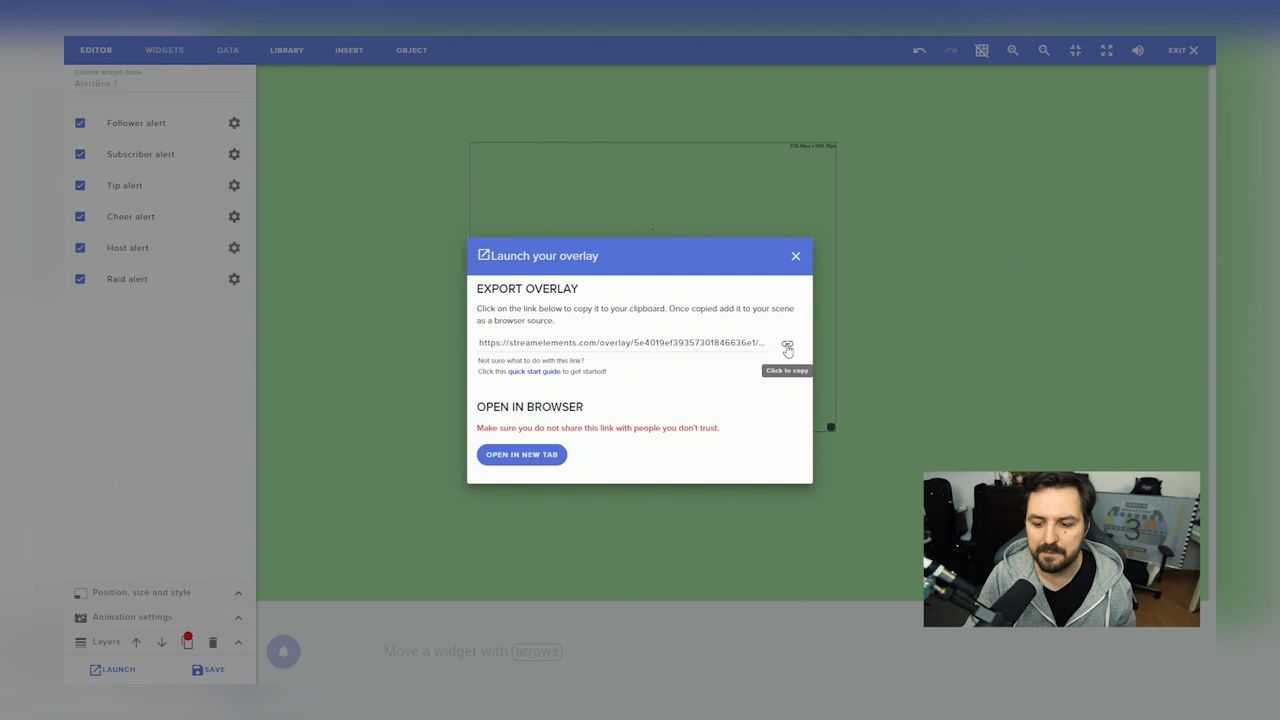 EDITOR WIDGETS DATA LIBRARY INSERT OBJECT EXIT
Custom widget name
AlertBox 1
Follower alert
Subscriber alert
Tip alert
Cheer alert
Host alert
Raid alert
Launch your overlay
EXPORT OVERLAY
Click on the link below to copy it to your clipboard. Once copied add it to your scene
as a browser source.
https://streamelements.com/overlay/5e4019ef39357301846636e1/...
Not sure what to do with this link?
Click this quick start guide to get started!
Click to copy
OPEN IN BROWSER
Make sure you do not share this link with people you don't trust.
OPEN IN NEW TAB
Position, size and style
Animation settings
Layers
LAUNCH SAVE
Move a widget with arrows
3